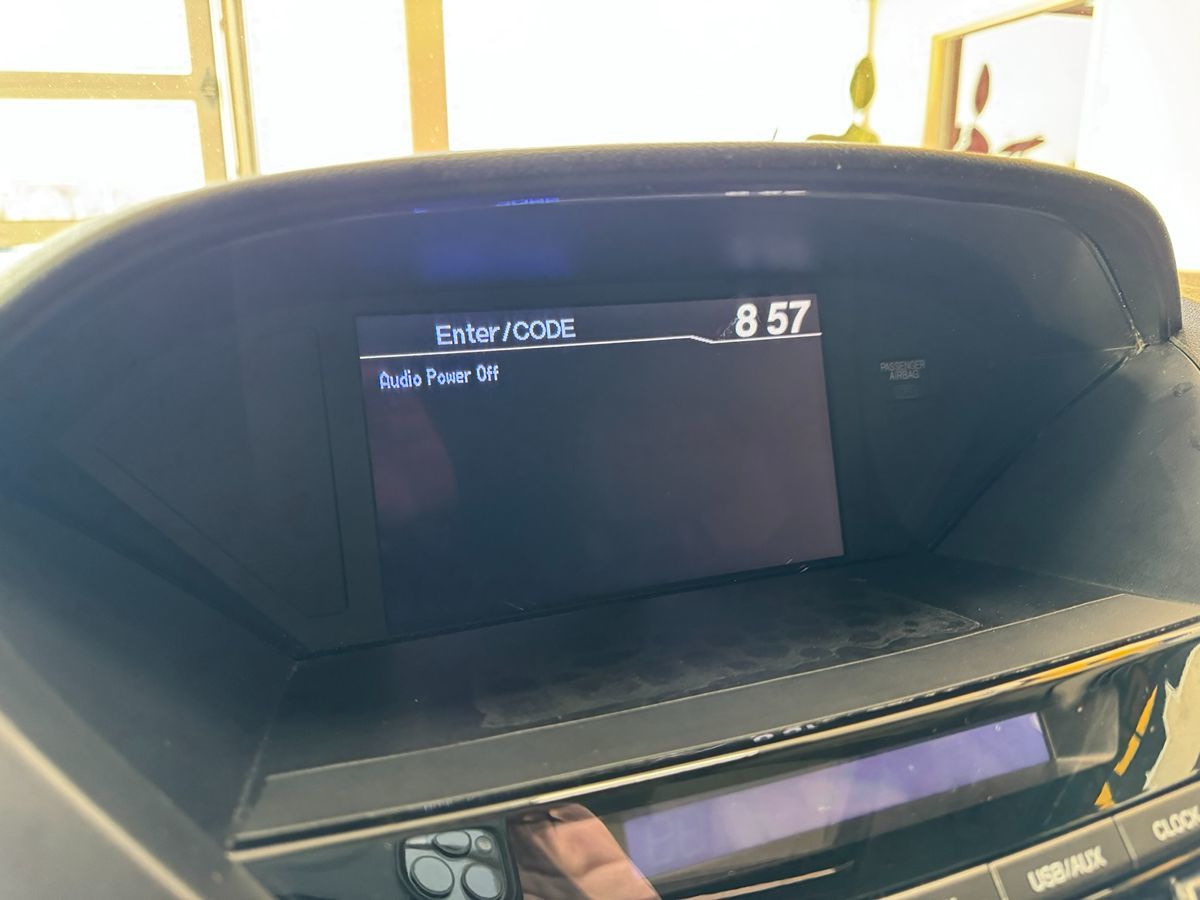 Enter/CODE
8 57
Audio Power Off
PASSENGER
AIRBAG
CLOCK
USB/AUX